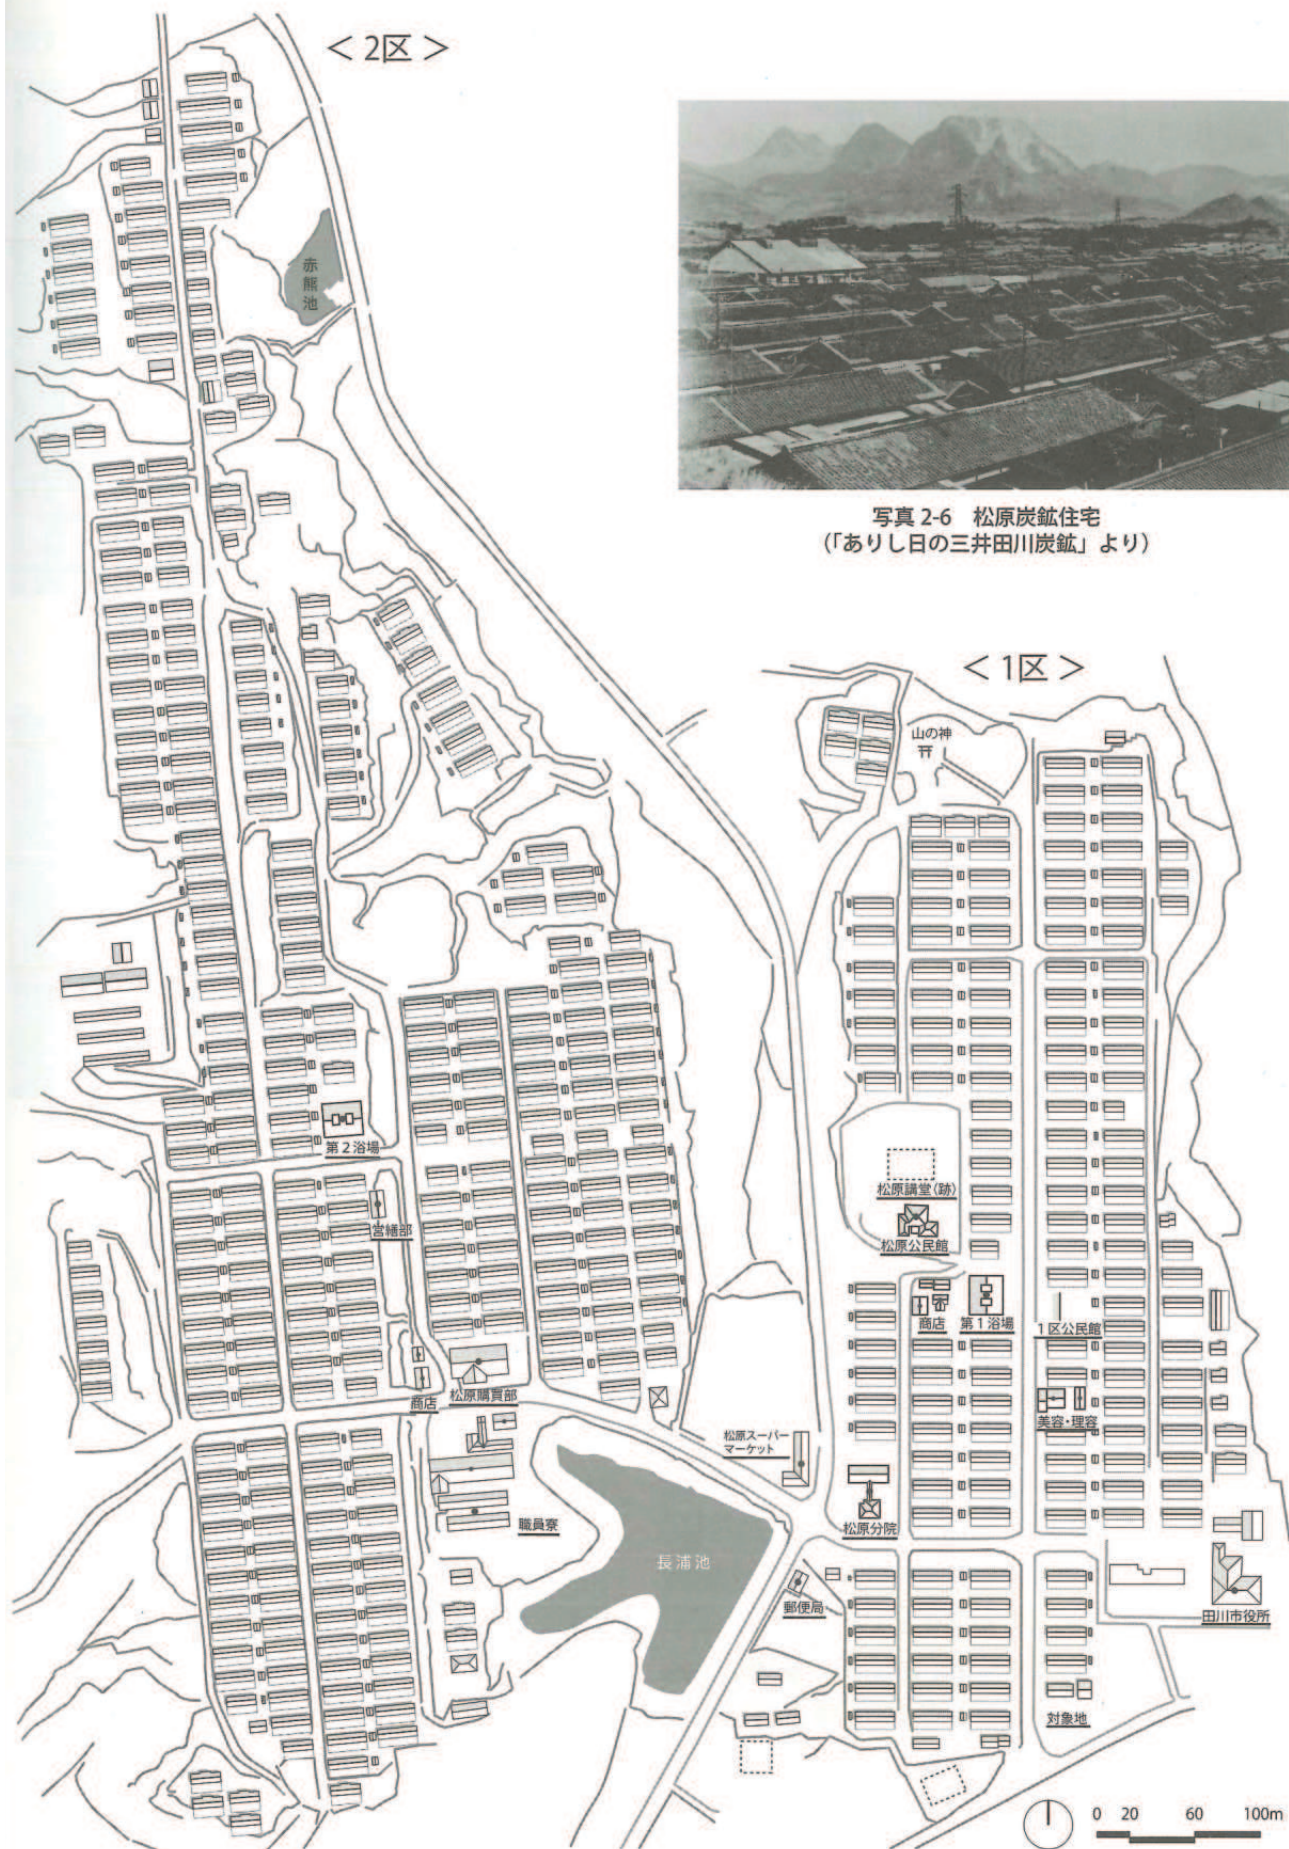 ＜2区＞
赤熊池
写真 2-6　松原炭鉱住宅
（「ありし日の三井田川炭鉱」より）
＜1区＞
山の神
第2浴場
営繕部
松原講堂（跡）
松原公民館
商店
第1浴場
1区公民館
美容・理容
商店
松原購買部
松原スーパー
マーケット
職員寮
松原分院
長浦池
郵便局
田川市役所
対象地
0 20 60 100m